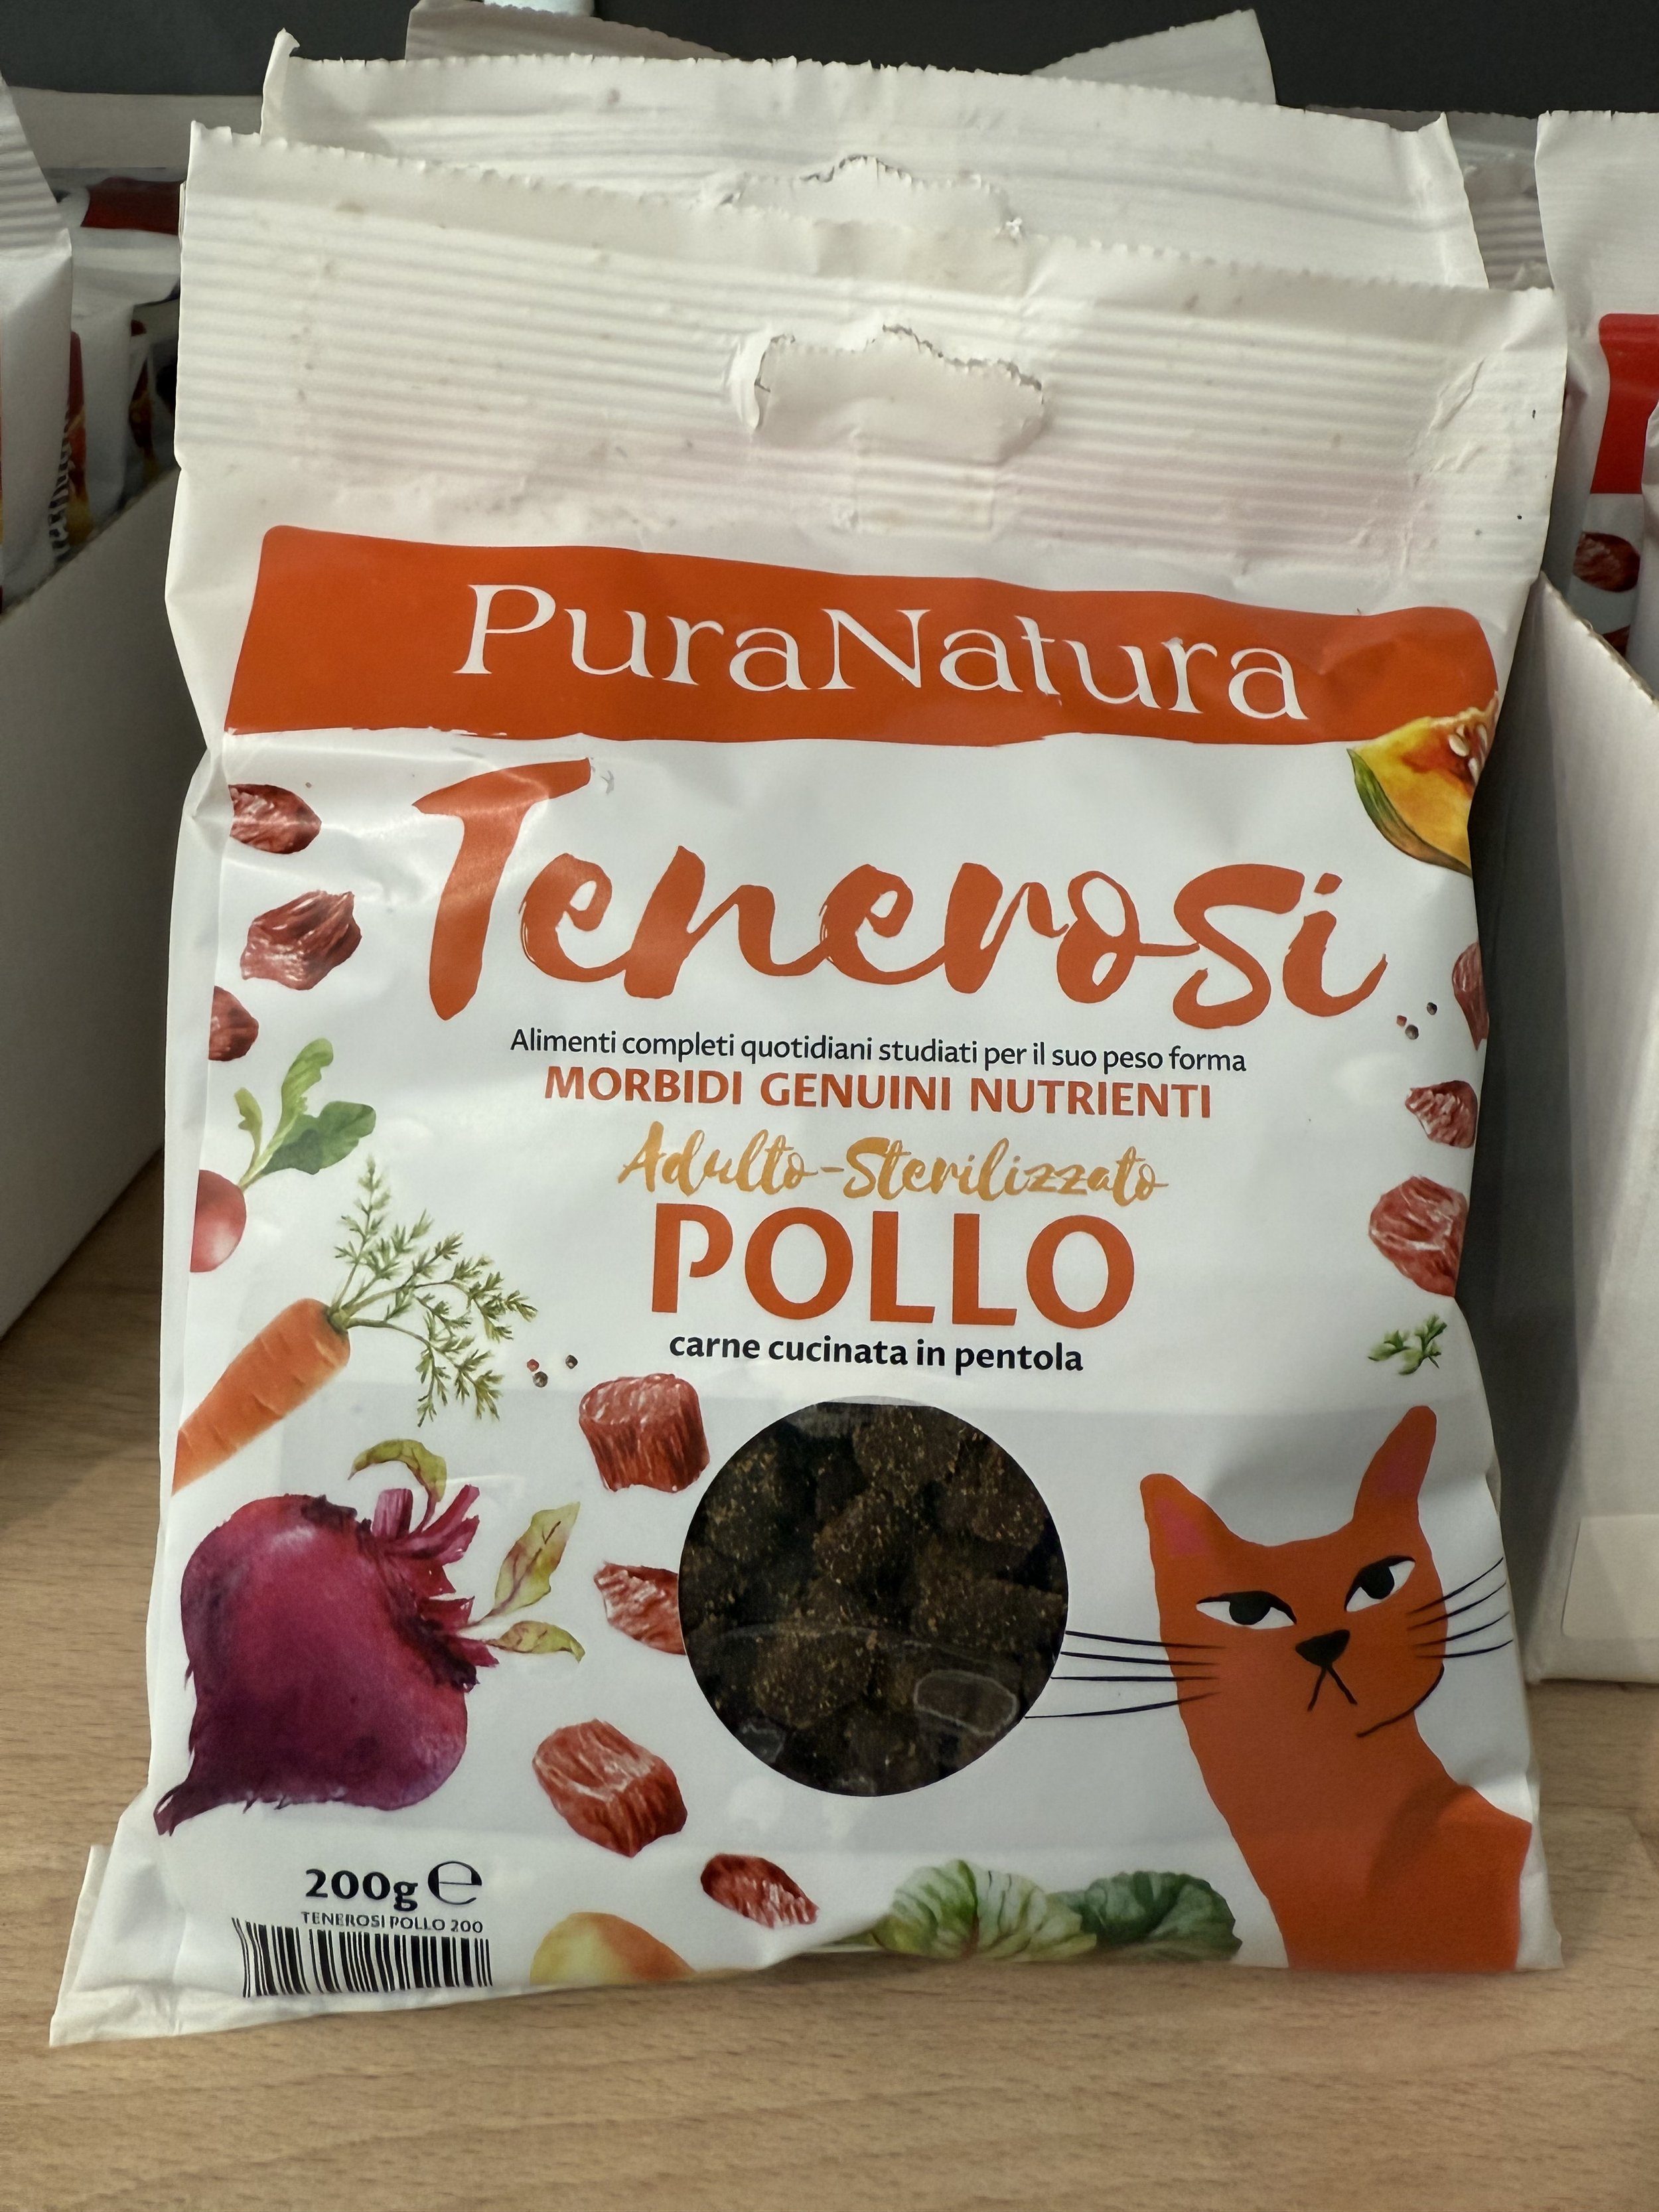 PuraNatura
Tenerosi
Alimenti completi quotidiani studiati per il suo peso forma
MORBIDI GENUINI NUTRIENTI
Adulto-Sterilizzato
POLLO
carne cucinata in pentola
200g ℮
TENEROSI POLLO 200